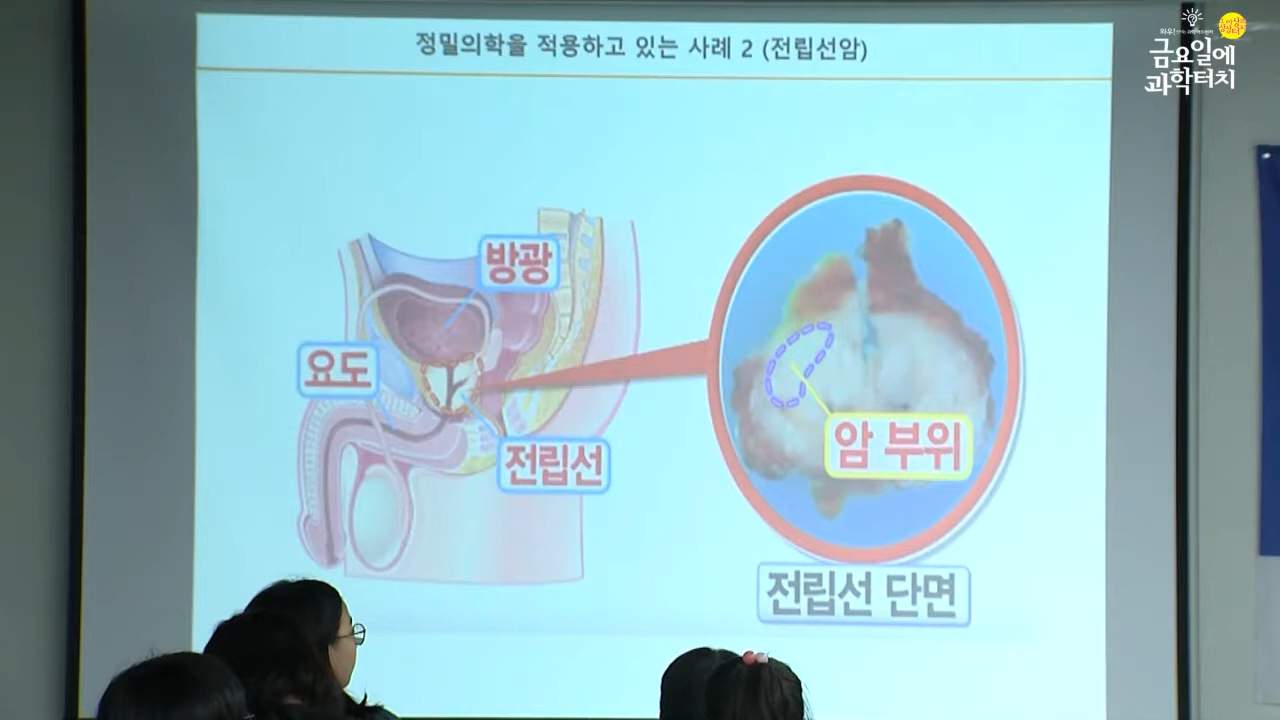 정밀의학을 적용하고 있는 사례 2 (전립선암)
금요일에
과학터치
방광
요도
전립선
암 부위
전립선 단면